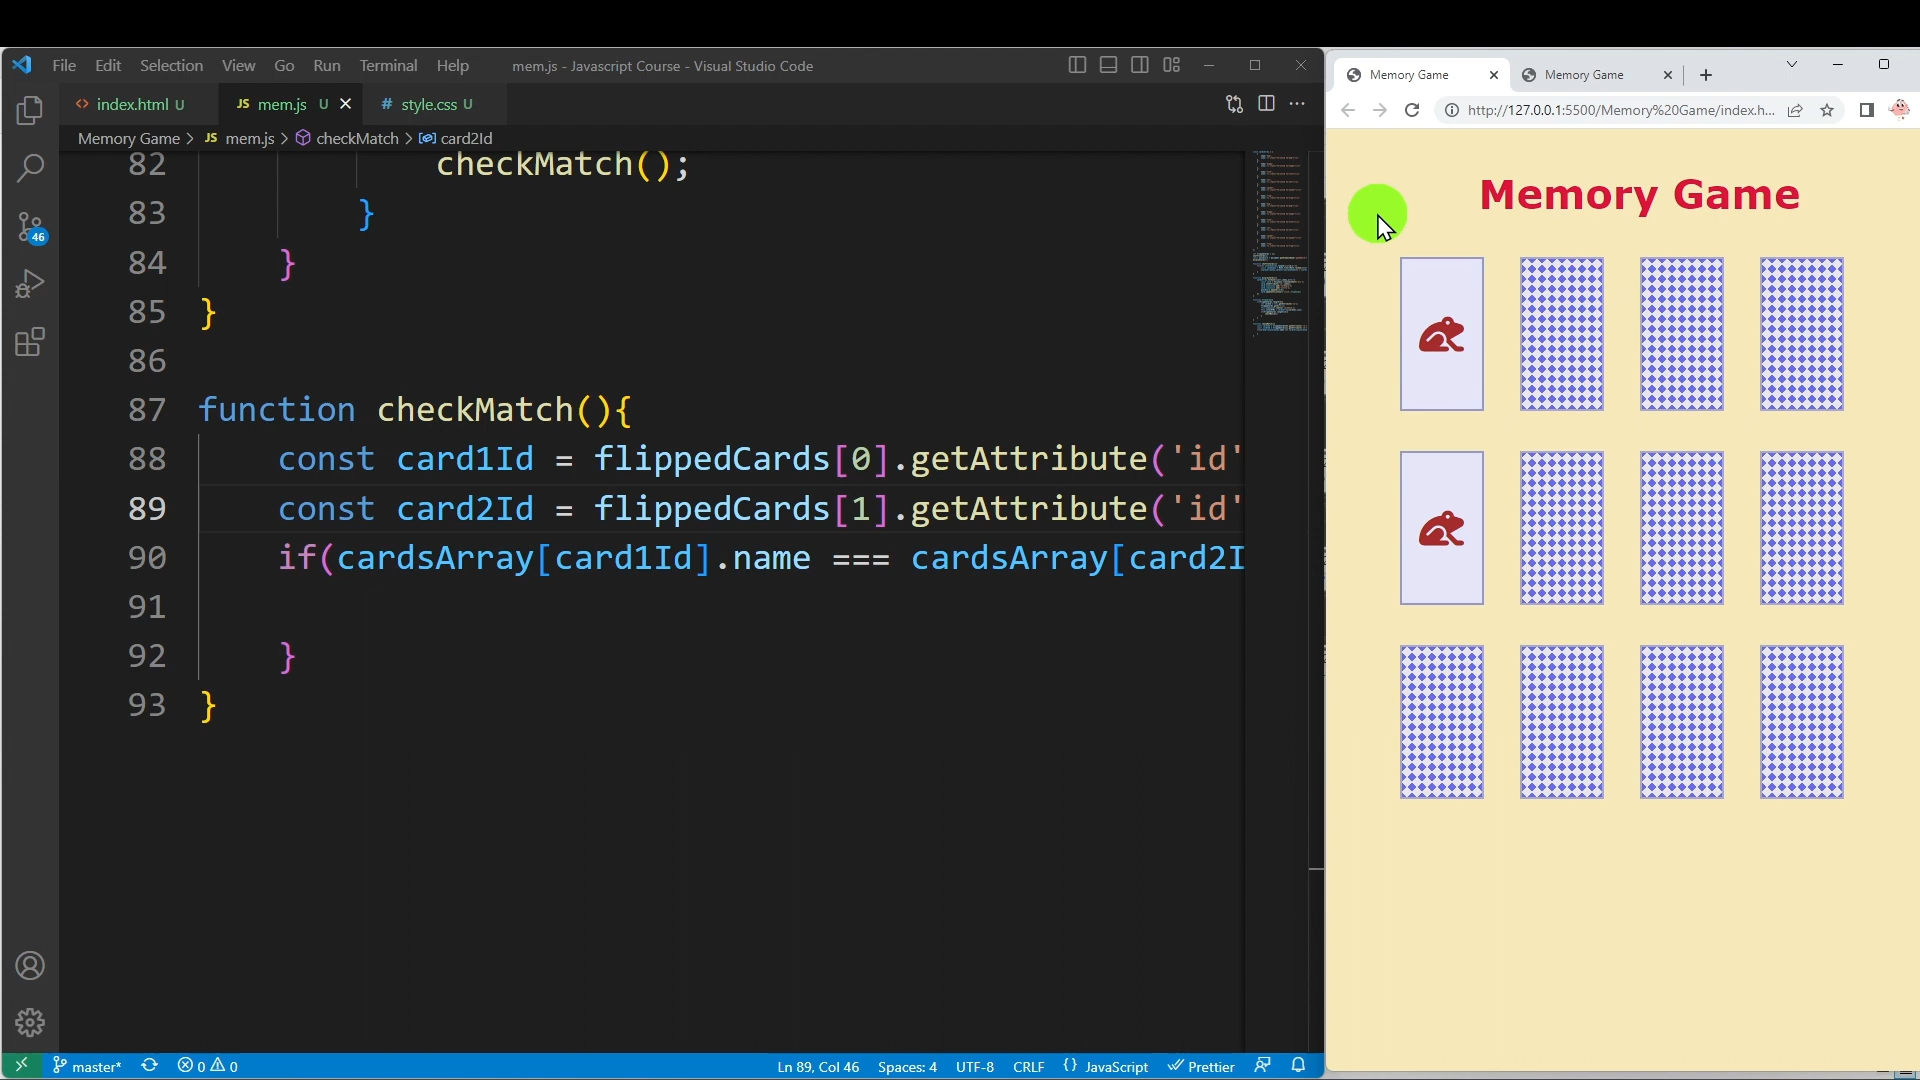 File Edit Selection View Go Run Terminal Help mem.js - Javascript Course - Visual Studio Code
index.html U JS mem.js U # style.css U
Memory Game > JS mem.js > checkMatch > card2Id
82 checkMatch();
83 }
84 }
85 }
86
87 function checkMatch(){
88 const card1Id = flippedCards[0].getAttribute('id'
89 const card2Id = flippedCards[1].getAttribute('id'
90 if(cardsArray[card1Id].name === cardsArray[card2I
91
92 }
93 }
46
master* 0 0 Ln 89, Col 46 Spaces: 4 UTF-8 CRLF {} JavaScript Prettier
Memory Game Memory Game
http://127.0.0.1:5500/Memory%20Game/index.h...
Memory Game